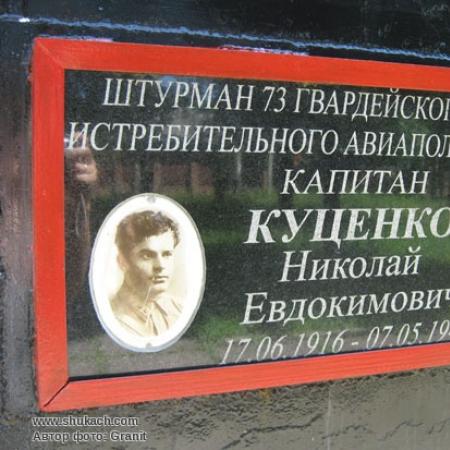 ШТУРМАН 73 ГВАРДЕЙСКОГ
ИСТРЕБИТЕЛЬНОГО АВИАПОЛ
КАПИТАН
КУЦЕНКО
Николай
Евдокимович
17.06.1916 - 07.05.19
www.shukach.com
Автор фото: Granit